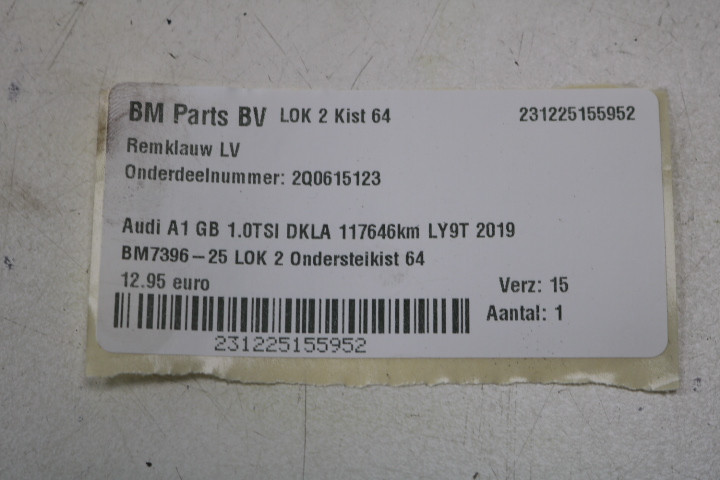 BM Parts BV LOK 2 Kist 64 231225155952
Remklauw LV
Onderdeelnummer: 2Q0615123
Audi A1 GB 1.0TSI DKLA 117646km LY9T 2019
BM7396-25 LOK 2 Ondersteikist 64
12.95 euro Verz: 15
Aantal: 1
231225155952